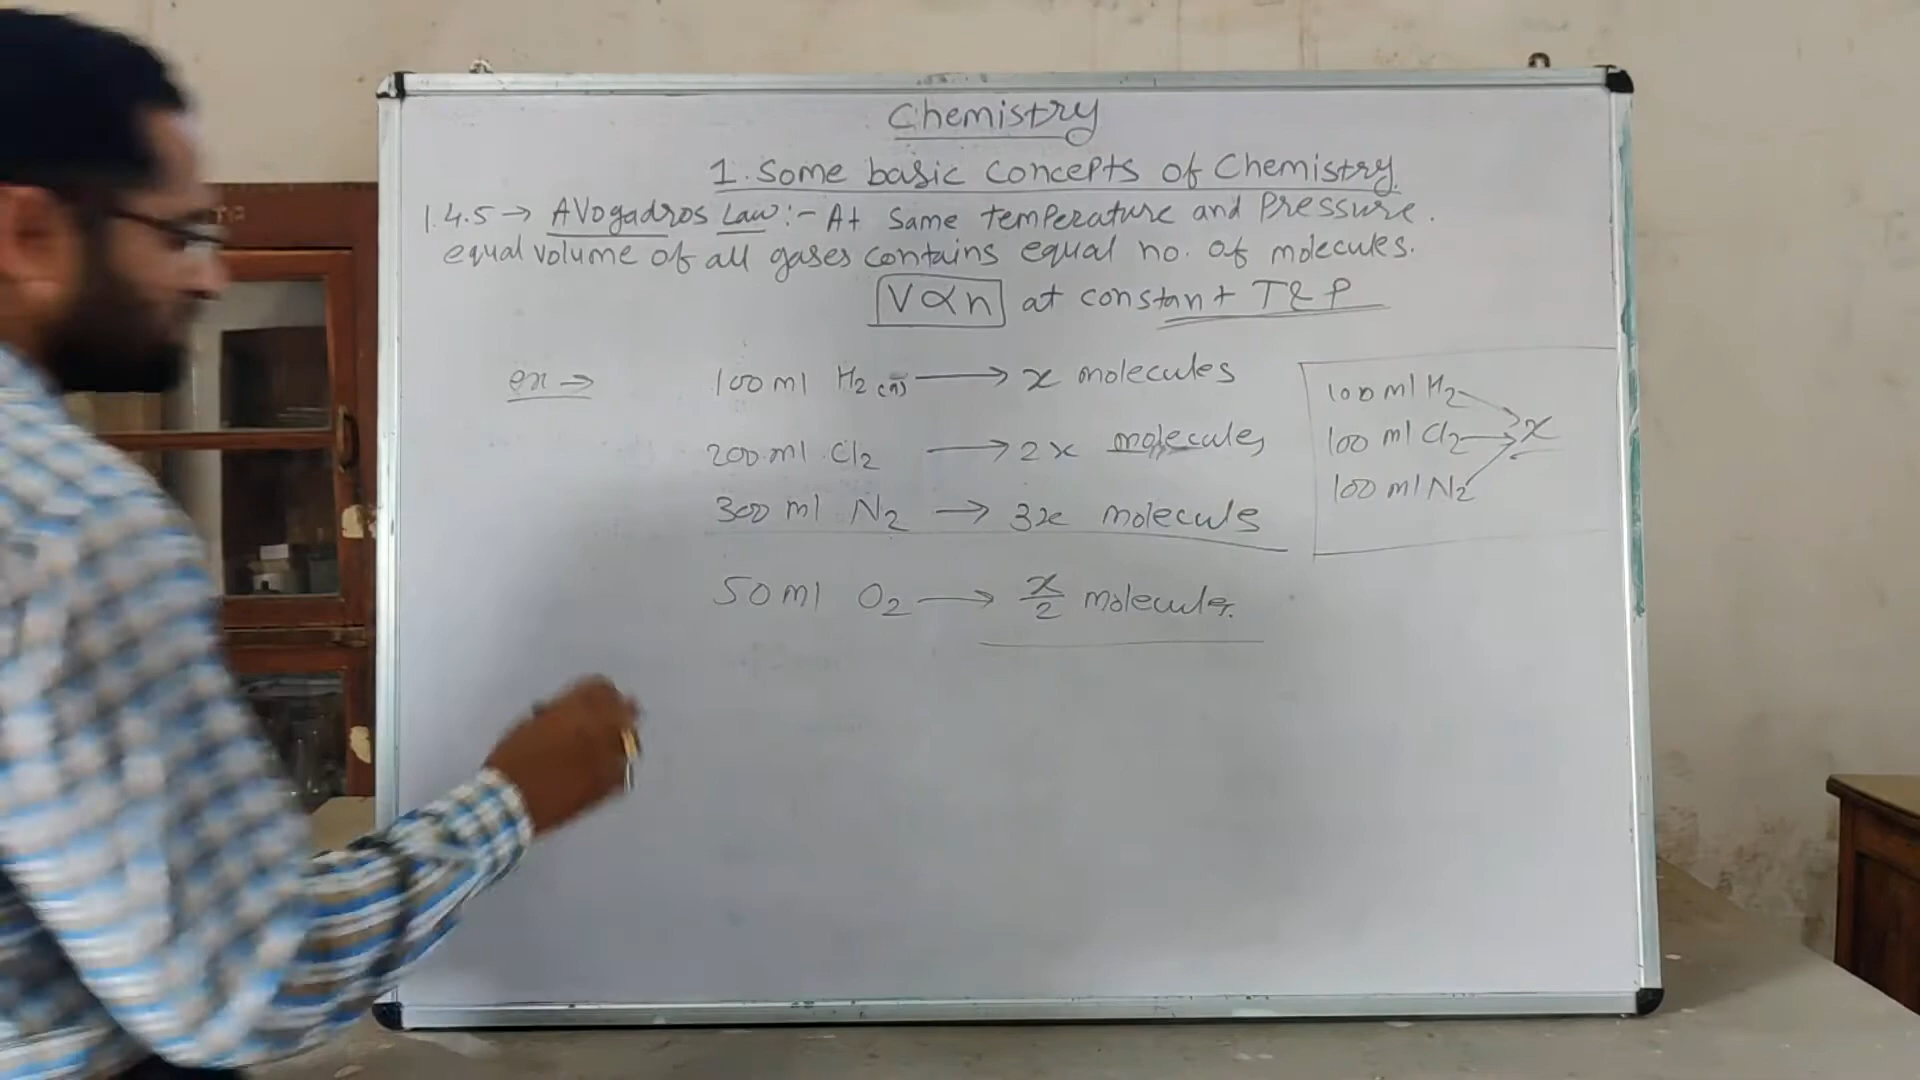 Chemistry
1. Some basic concepts of Chemistry.
1.4.5 → AVogadros Law :- At Same temperature and Pressure.
equal volume of all gases contains equal no. of molecules.
V ∝ n at constant T & P
ex → 100 ml H2 (g) → x molecules
200 ml Cl2 → 2x molecules
300 ml N2 → 3x moleculs
50 ml O2 → x/2 molecules.
100 ml H2
100 ml Cl2 → x
100 ml N2